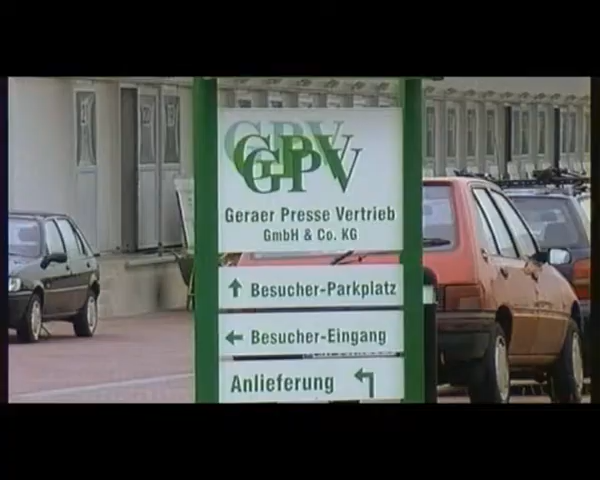 GPV
Geraer Presse Vertrieb
GmbH & Co. KG
Besucher-Parkplatz
Besucher-Eingang
Anlieferung